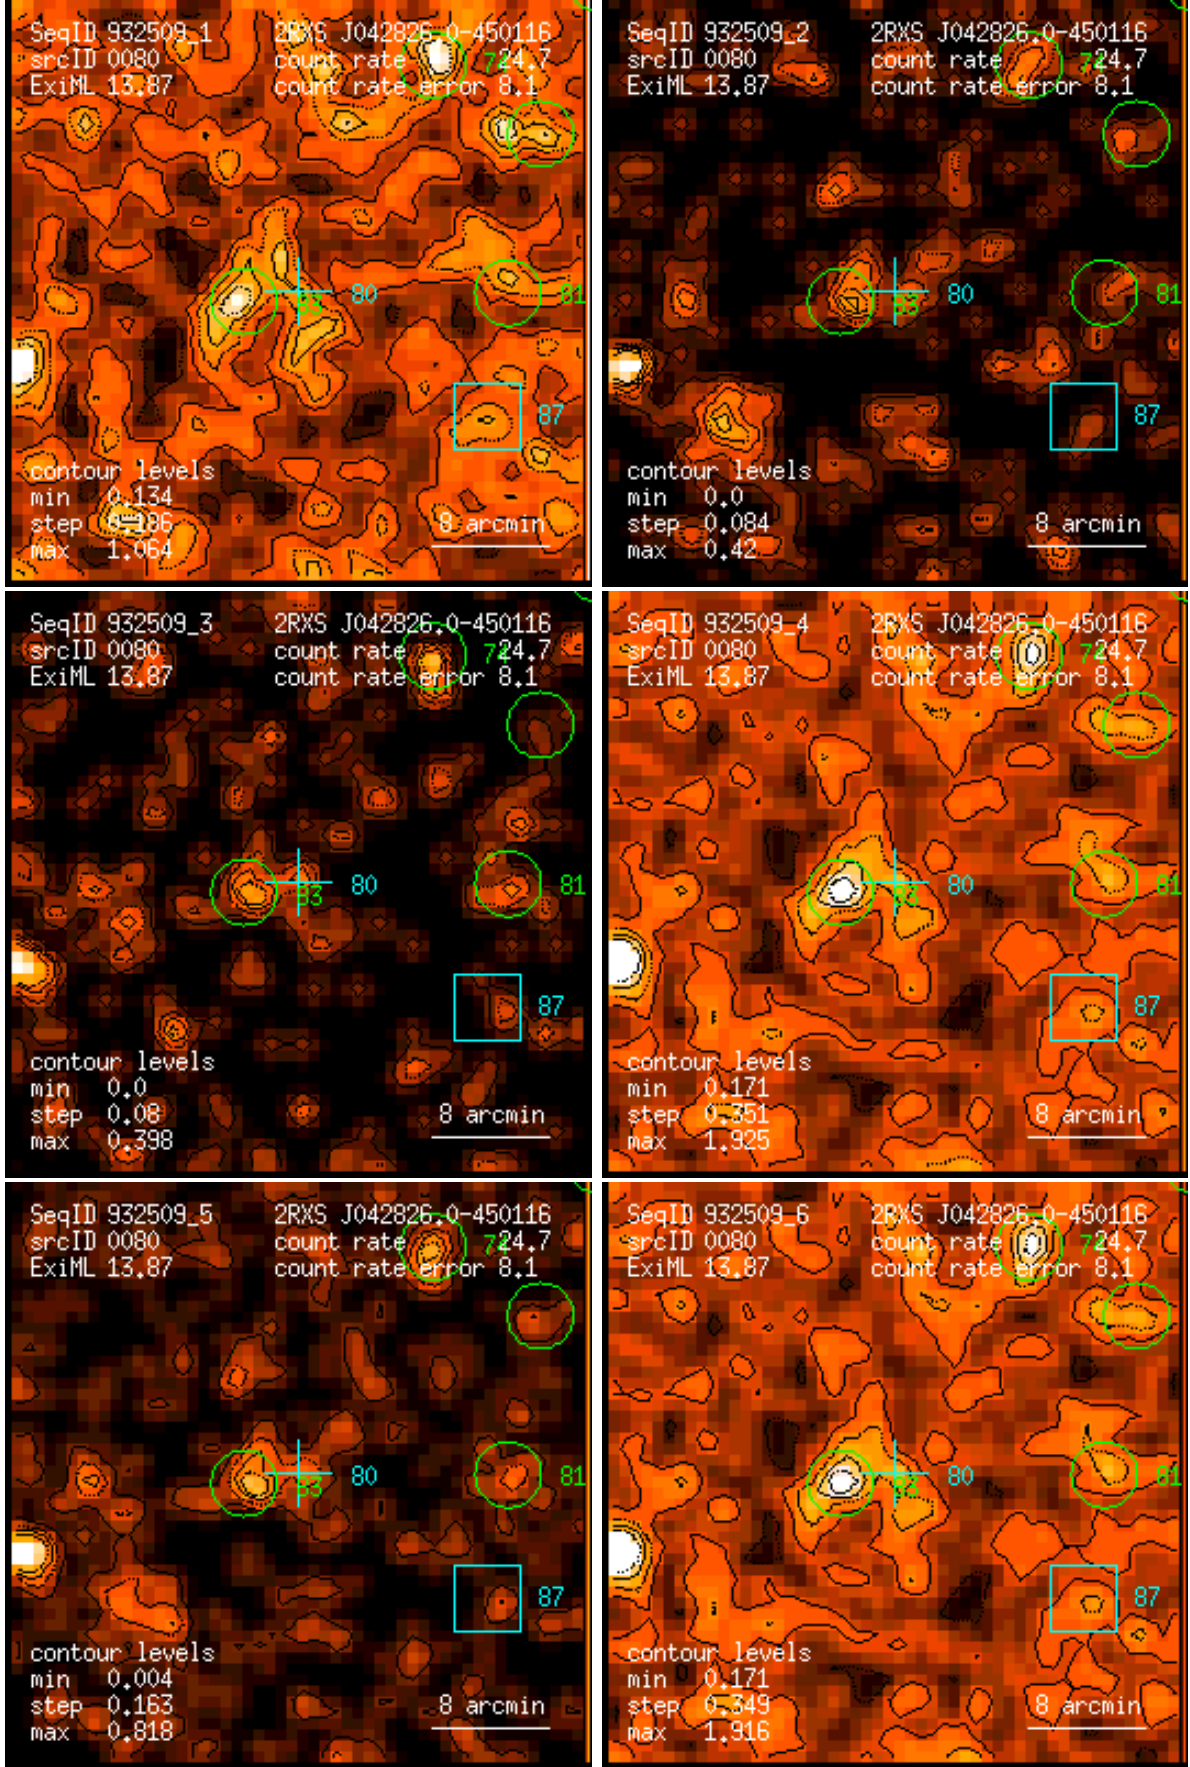 SeqID 932509_1 2RXS J042826.0-450116
srcID 0080 count rate 24.7
ExiML 13.87 count rate error 8.1
80
81
87
contour levels
min 0.134
step 0.186
max 1.064
8 arcmin
SeqID 932509_2 2RXS J042826.0-450116
srcID 0080 count rate 24.7
ExiML 13.87 count rate error 8.1
80
81
87
contour levels
min 0.0
step 0.084
max 0.42
8 arcmin
SeqID 932509_3 2RXS J042826.0-450116
srcID 0080 count rate 24.7
ExiML 13.87 count rate error 8.1
80
81
87
contour levels
min 0.0
step 0.08
max 0.398
8 arcmin
SeqID 932509_4 2RXS J042826.0-450116
srcID 0080 count rate 24.7
ExiML 13.87 count rate error 8.1
80
81
87
contour levels
min 0.171
step 0.351
max 1.925
8 arcmin
SeqID 932509_5 2RXS J042826.0-450116
srcID 0080 count rate 24.7
ExiML 13.87 count rate error 8.1
80
81
87
contour levels
min 0.004
step 0.163
max 0.818
8 arcmin
SeqID 932509_6 2RXS J042826.0-450116
srcID 0080 count rate 24.7
ExiML 13.87 count rate error 8.1
80
81
87
contour levels
min 0.171
step 0.349
max 1.916
8 arcmin